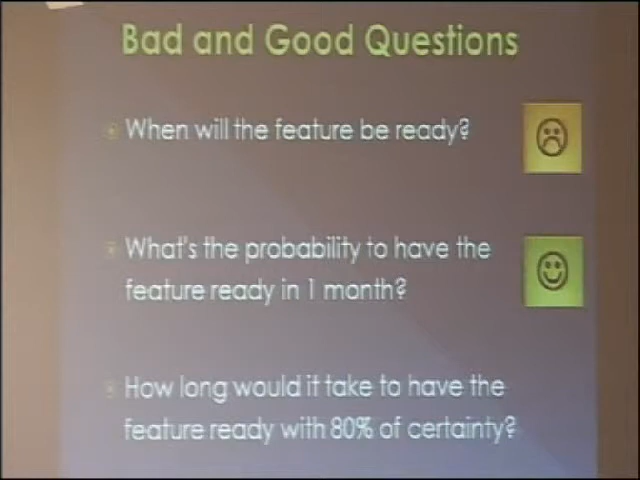 Bad and Good Questions
When will the feature be ready?
What's the probability to have the
feature ready in 1 month?
How long would it take to have the
feature ready with 80% of certainty?